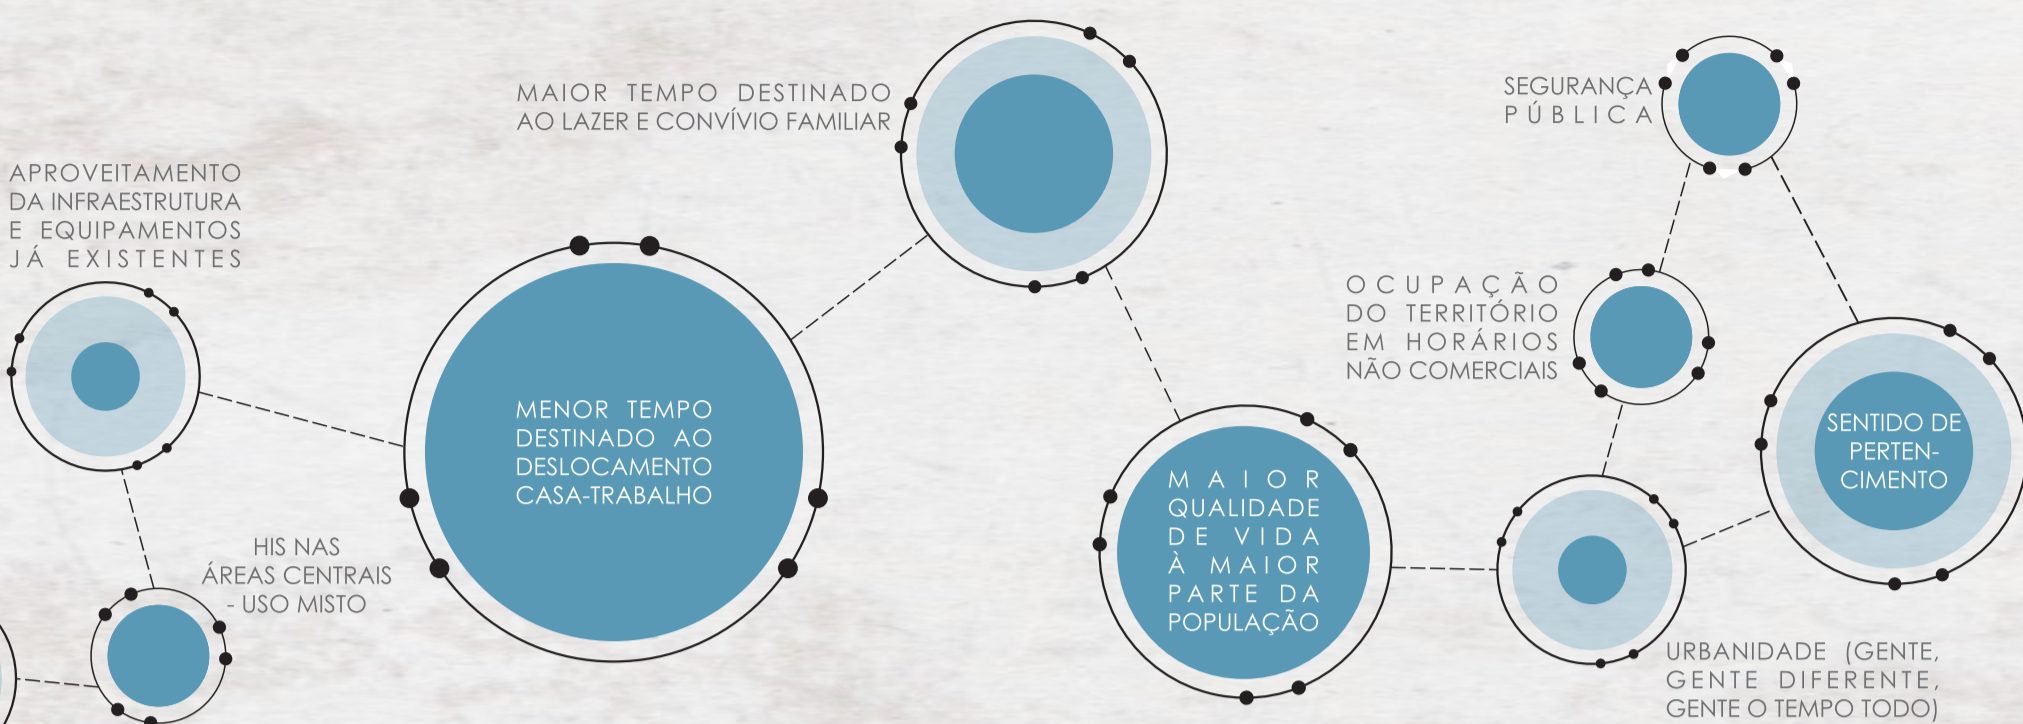 APROVEITAMENTO
DA INFRAESTRUTURA
E EQUIPAMENTOS
JÁ EXISTENTES
HIS NAS
ÁREAS CENTRAIS
- USO MISTO
MENOR TEMPO
DESTINADO AO
DESLOCAMENTO
CASA-TRABALHO
MAIOR TEMPO DESTINADO
AO LAZER E CONVÍVIO FAMILIAR
MAIOR
QUALIDADE
DE VIDA
À MAIOR
PARTE DA
POPULAÇÃO
SEGURANÇA
PÚBLICA
OCUPAÇÃO
DO TERRITÓRIO
EM HORÁRIOS
NÃO COMERCIAIS
SENTIDO DE
PERTEN-
CIMENTO
URBANIDADE (GENTE,
GENTE DIFERENTE,
GENTE O TEMPO TODO)